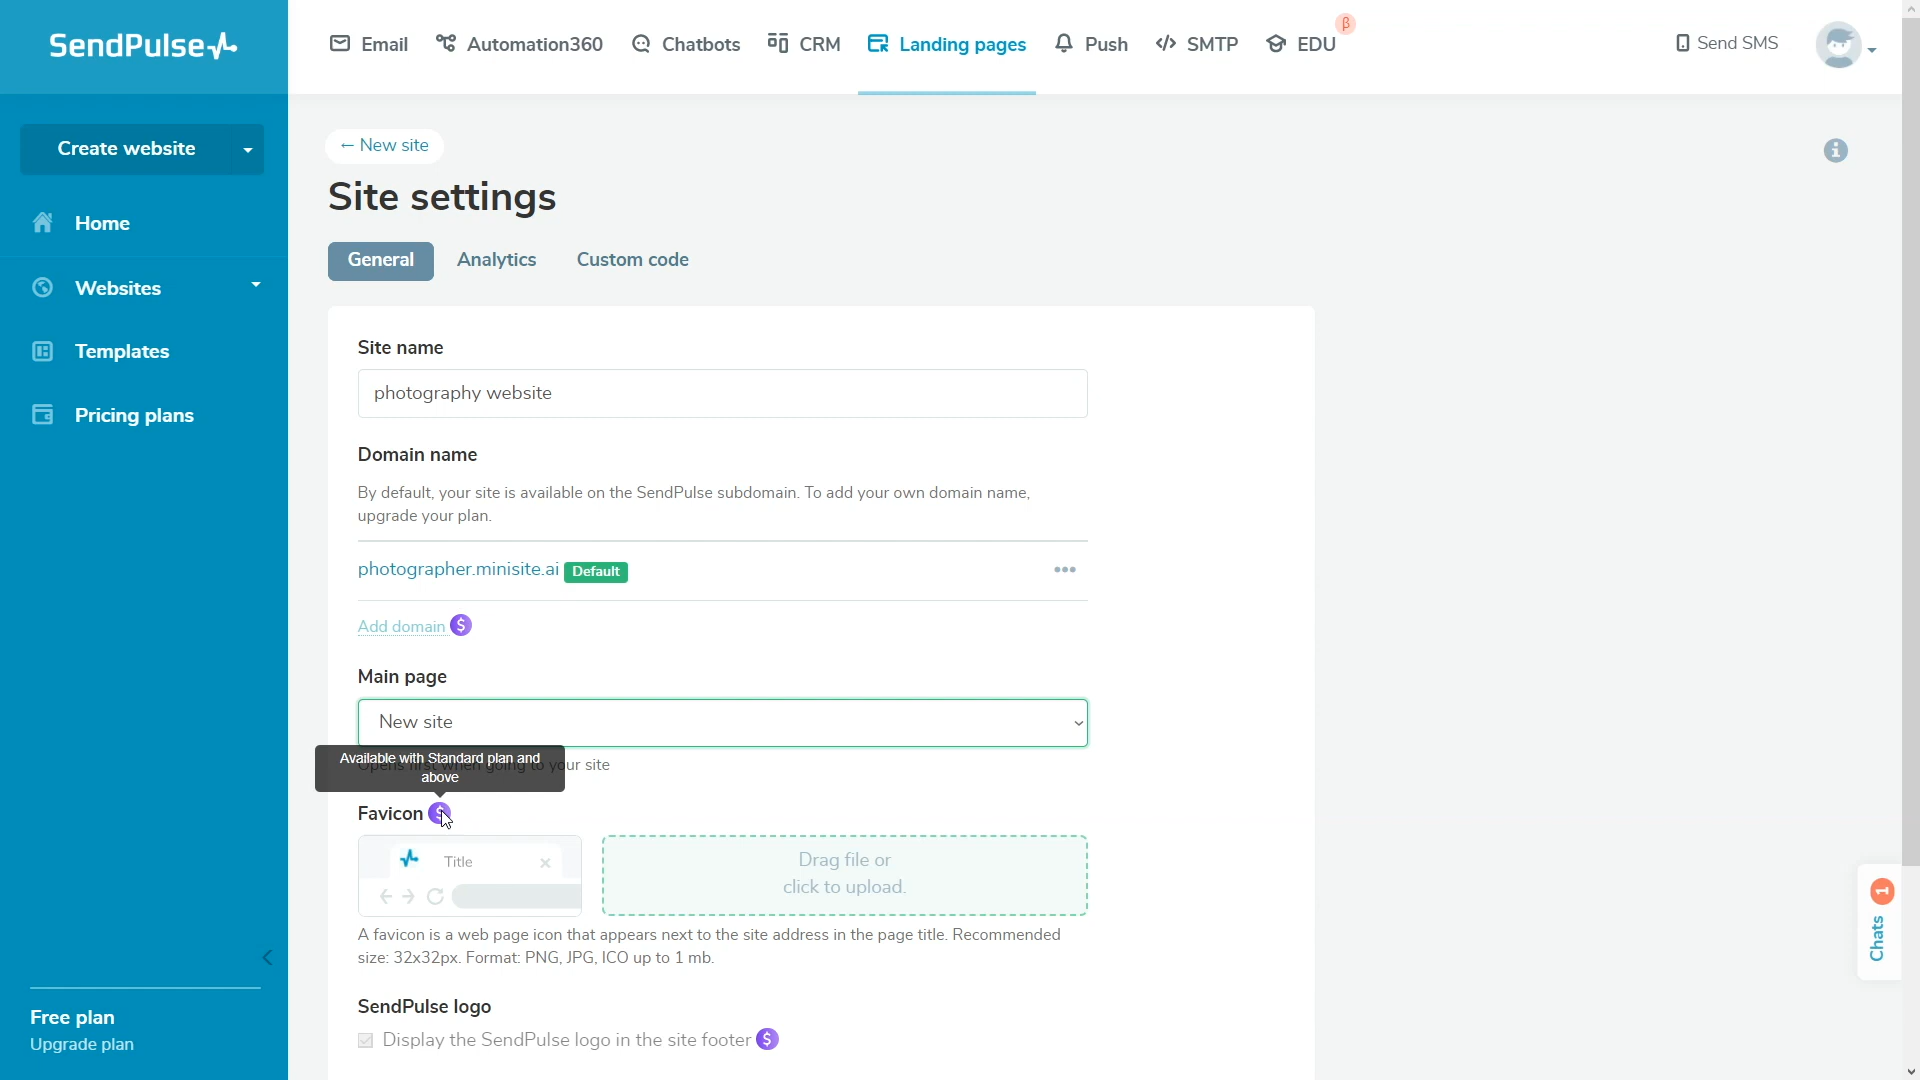 SendPulse
Email
Automation360
Chatbots
CRM
Landing pages
Push
SMTP
EDU
β
Send SMS
Create website
Home
Websites
Templates
Pricing plans
← New site
Site settings
General
Analytics
Custom code
Site name
photography website
Domain name
By default, your site is available on the SendPulse subdomain. To add your own domain name,
upgrade your plan.
photographer.minisite.ai Default
Add domain $
Main page
New site
Available with Standard plan and
above
Opens first when going to your site
Favicon $
Title
Drag file or
click to upload.
A favicon is a web page icon that appears next to the site address in the page title. Recommended
size: 32x32px. Format: PNG, JPG, ICO up to 1 mb.
SendPulse logo
Display the SendPulse logo in the site footer $
Chats 1
Free plan
Upgrade plan